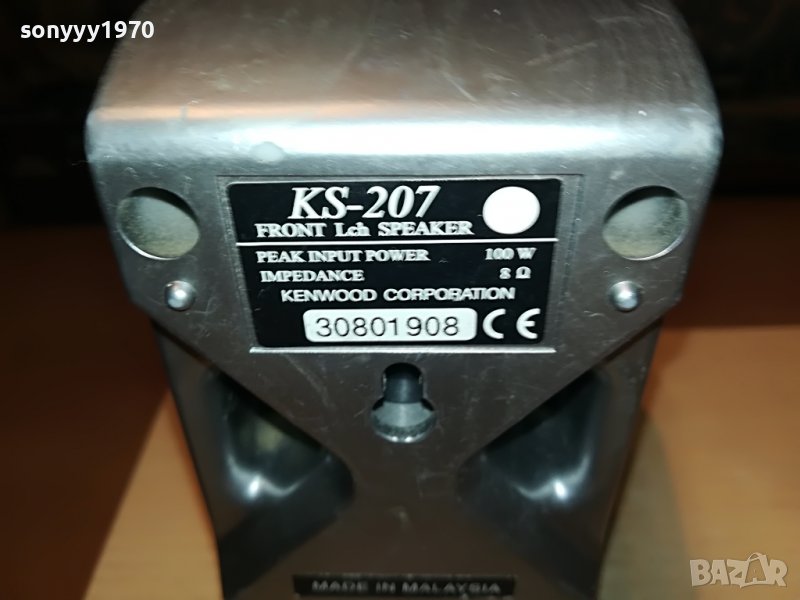 sonyyy1970
KS-207
FRONT Lch SPEAKER
PEAK INPUT POWER 100 W
IMPEDANCE 8 Ω
KENWOOD CORPORATION
30801908 CE
MADE IN MALAYSIA
BAZAR